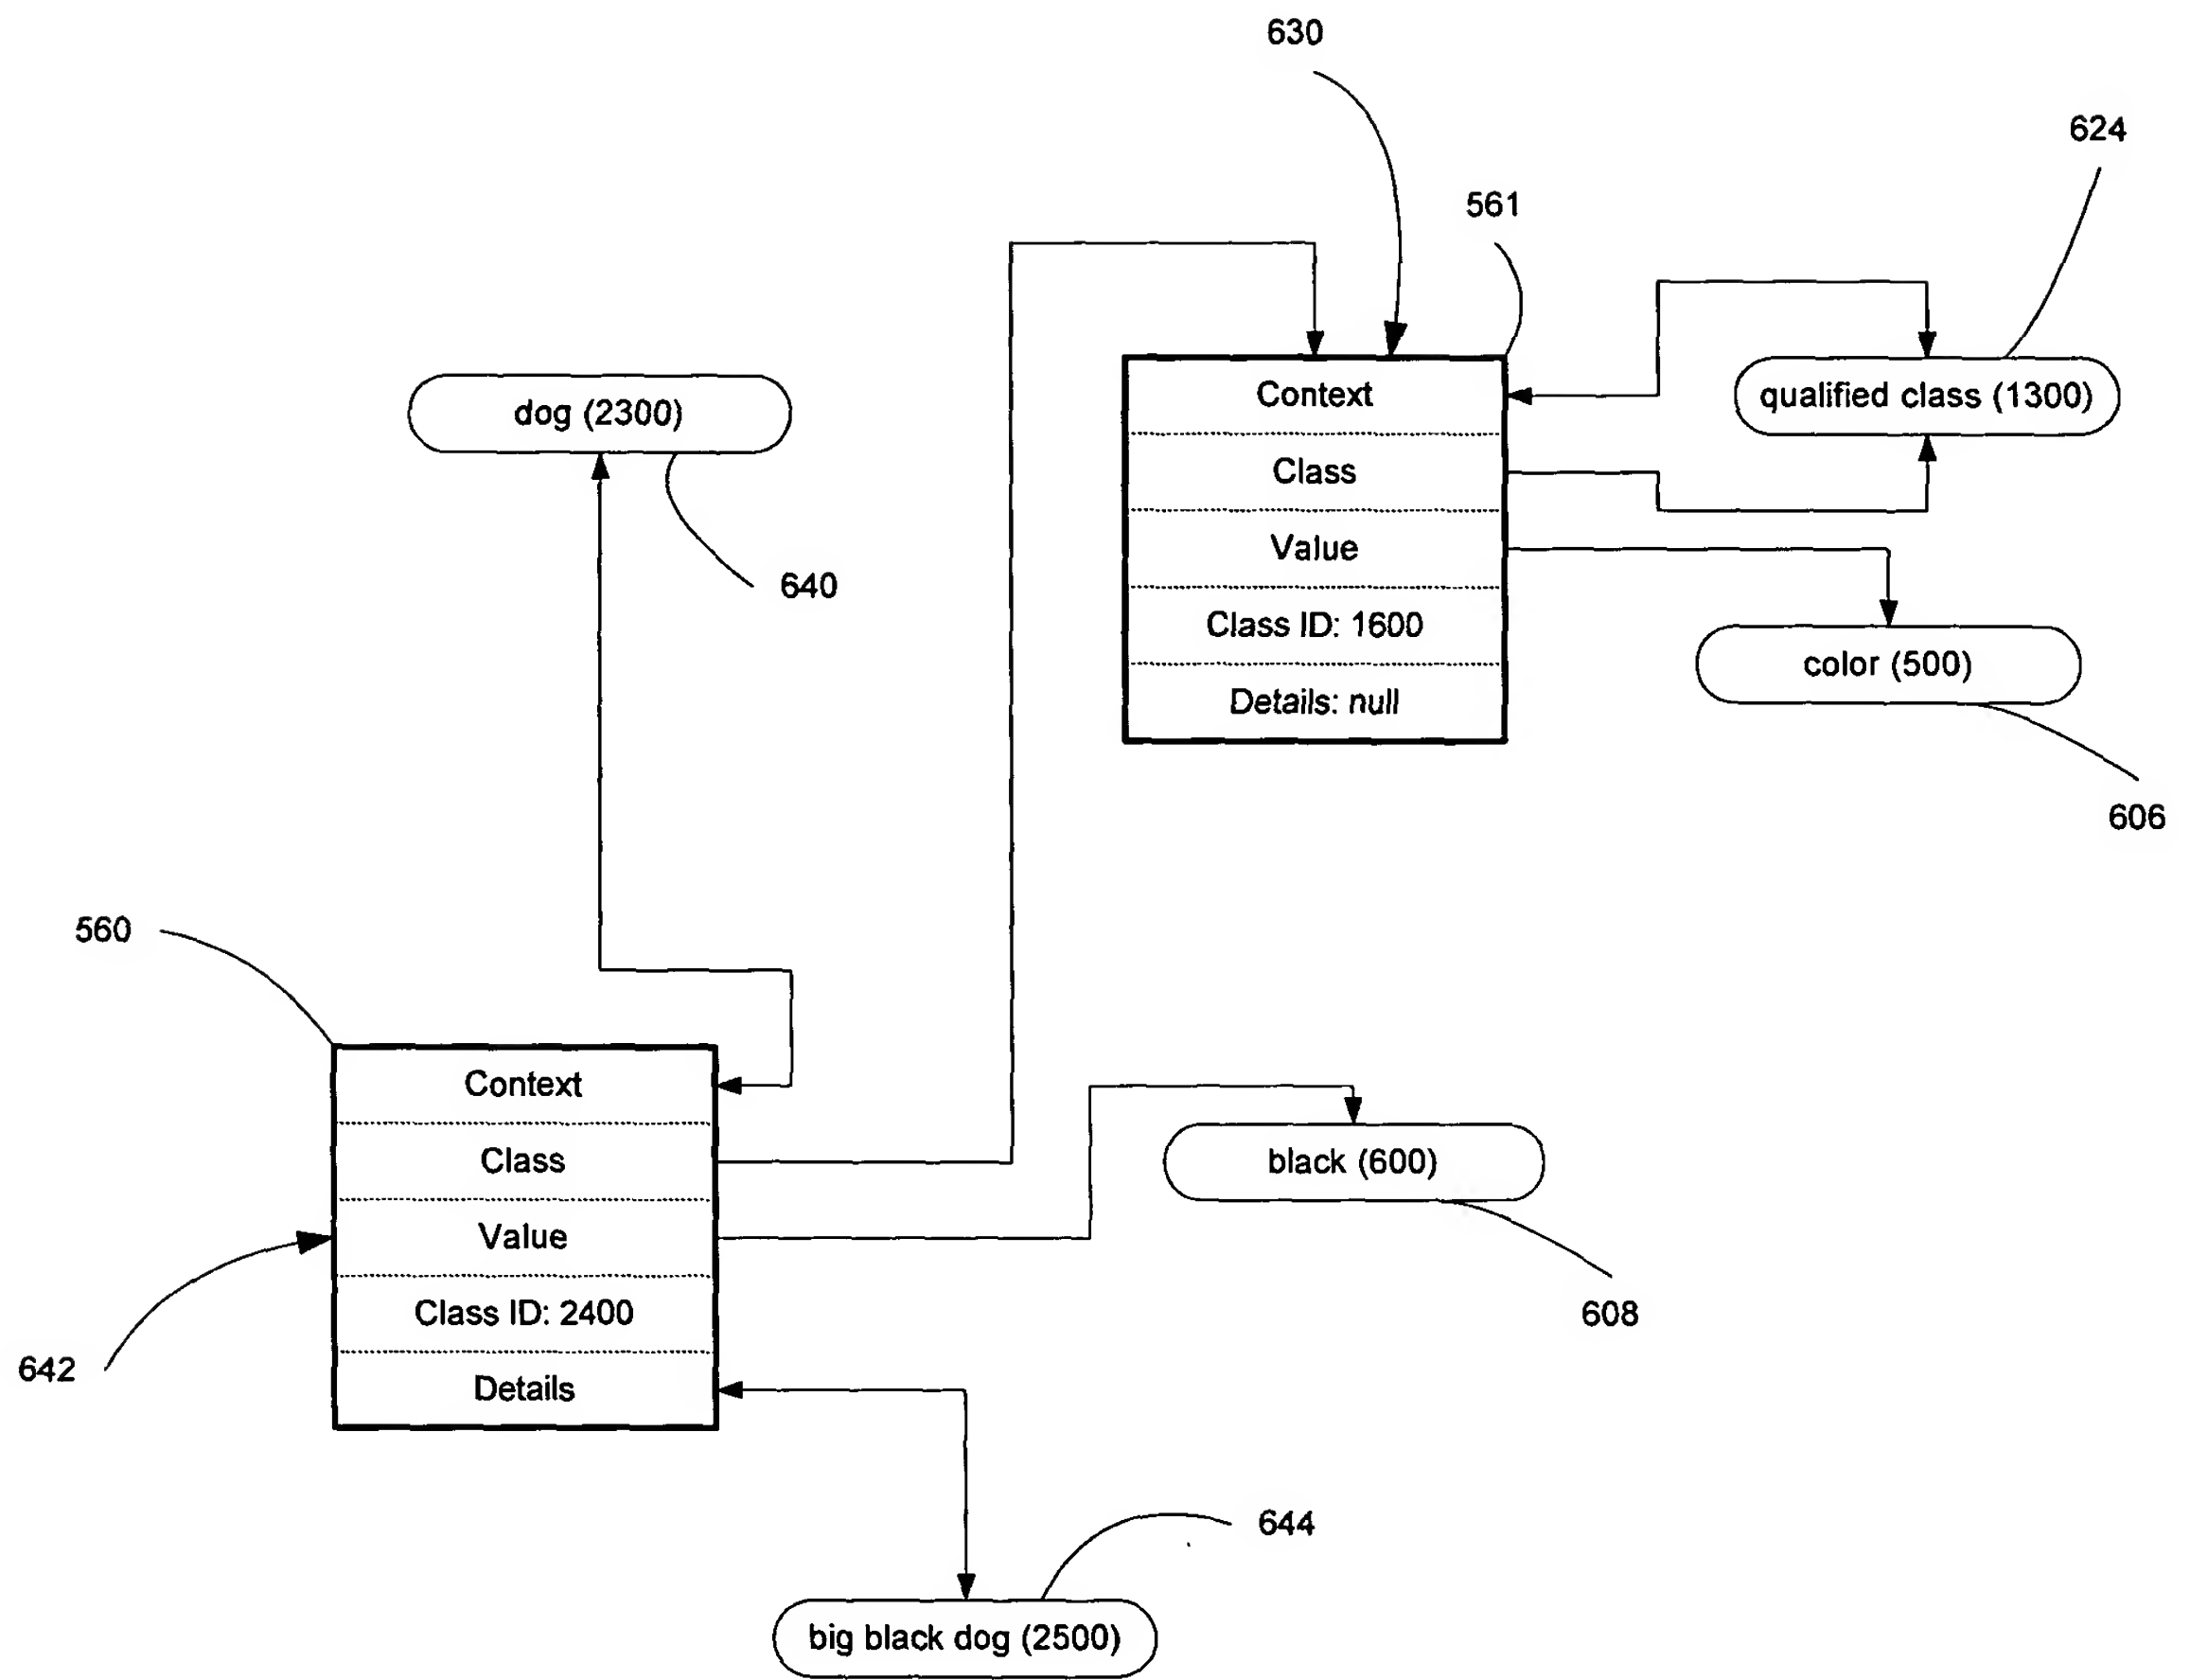 630
624
561
Context
Class
Value
Class ID: 1600
Details: null
qualified class (1300)
dog (2300)
640
color (500)
606
560
Context
Class
Value
Class ID: 2400
Details
black (600)
608
642
644
big black dog (2500)